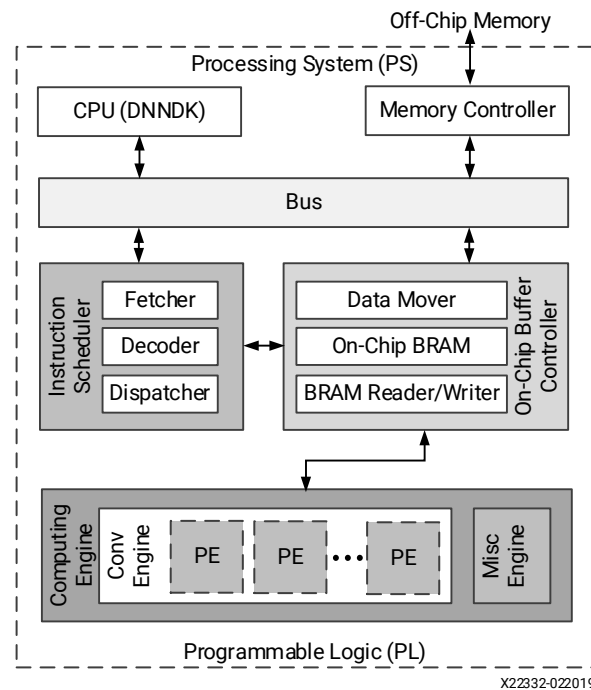 Off-Chip Memory
Processing System (PS)
CPU (DNNDK)
Memory Controller
Bus
Instruction
Scheduler
Fetcher
Decoder
Dispatcher
Data Mover
On-Chip BRAM
BRAM Reader/Writer
On-Chip Buffer
Controller
Computing
Engine
Conv
Engine
PE
PE
PE
Misc
Engine
Programmable Logic (PL)
X22332-022019